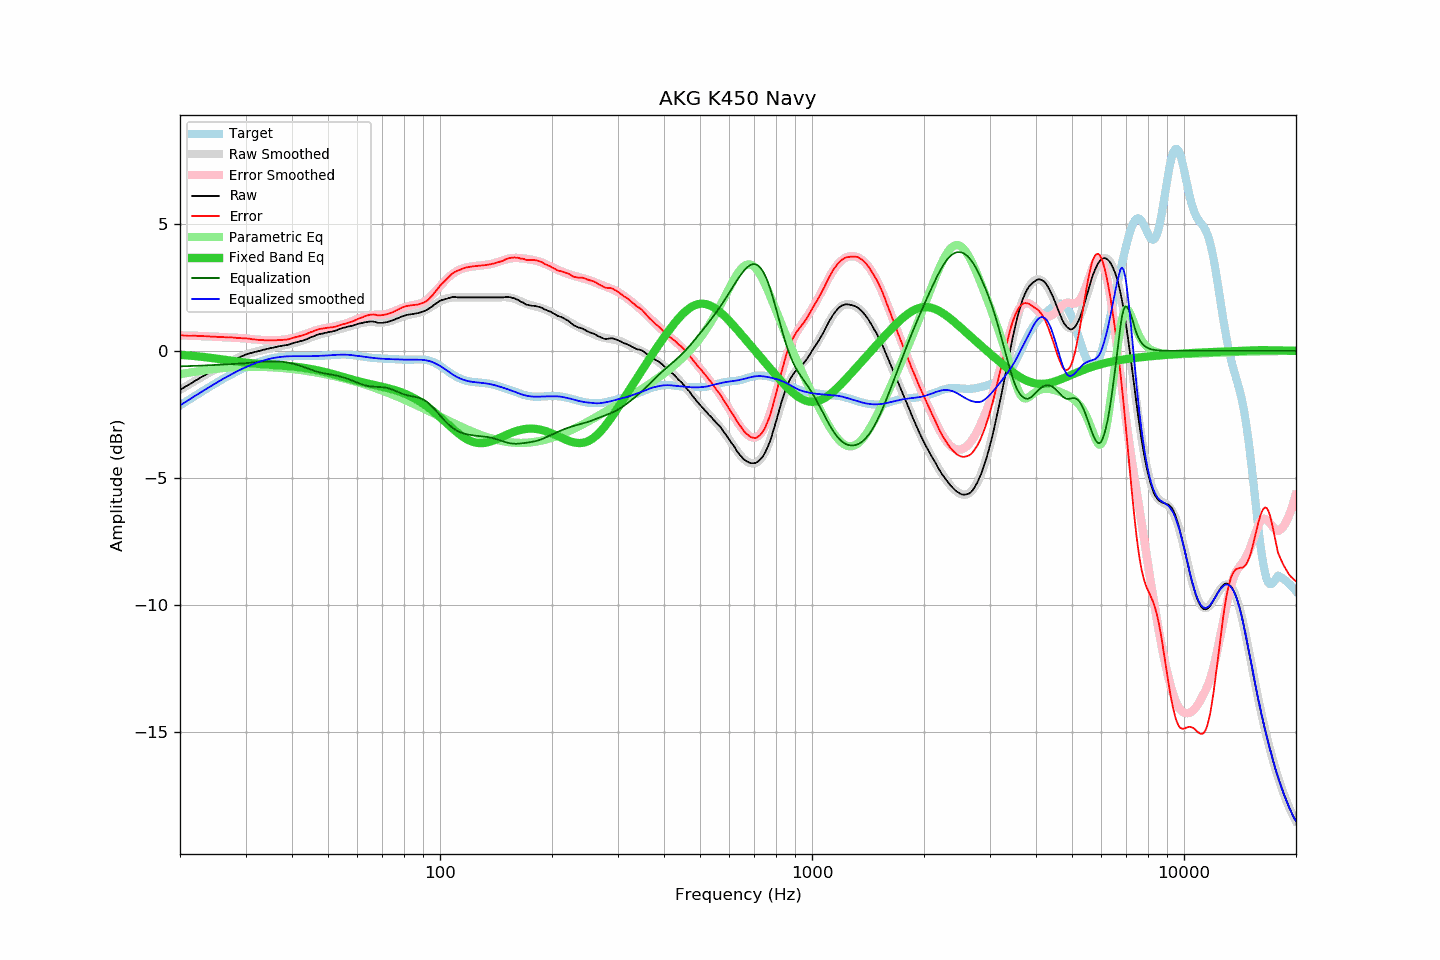 AKG K450 Navy
Target
Raw Smoothed
Error Smoothed
Raw
Error
Parametric Eq
Fixed Band Eq
Equalization
Equalized smoothed
5
0
−5
−10
−15
Amplitude (dBr)
100
1000
10000
Frequency (Hz)